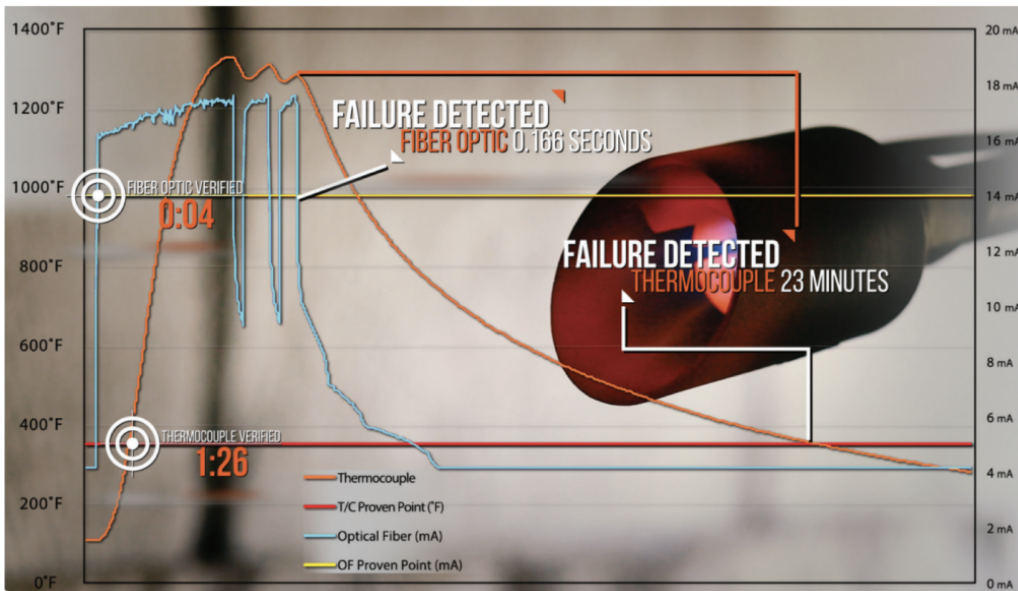 1400˚F
1200˚F
1000˚F
800˚F
600˚F
400˚F
200˚F
0˚F
20 mA
18 mA
16 mA
14 mA
12 mA
10 mA
8 mA
6 mA
4 mA
2 mA
0 mA
FAILURE DETECTED
FIBER OPTIC 0.166 SECONDS
FIBER OPTIC VERIFIED
0:04
FAILURE DETECTED
THERMOCOUPLE 23 MINUTES
THERMOCOUPLE VERIFIED
1:26
Thermocouple
T/C Proven Point (˚F)
Optical Fiber (mA)
OF Proven Point (mA)